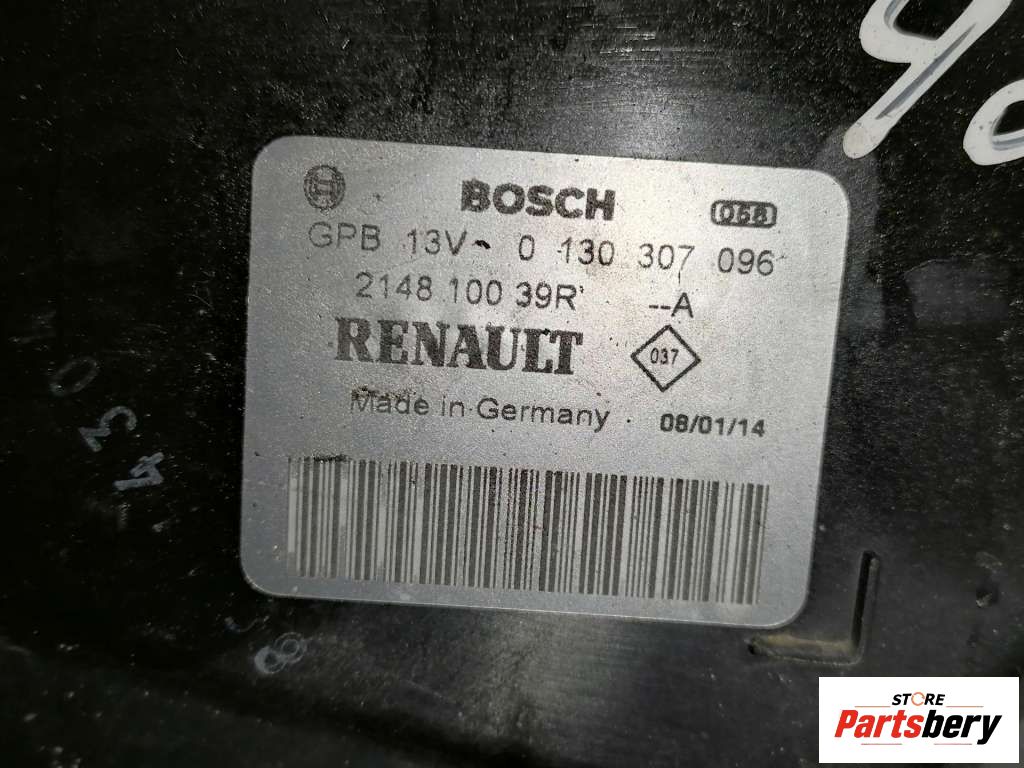 BOSCH 058
GPB 13V- 0 130 307 096
2148 100 39R --A
RENAULT 037
Made in Germany 08/01/14
STORE
Partsbery